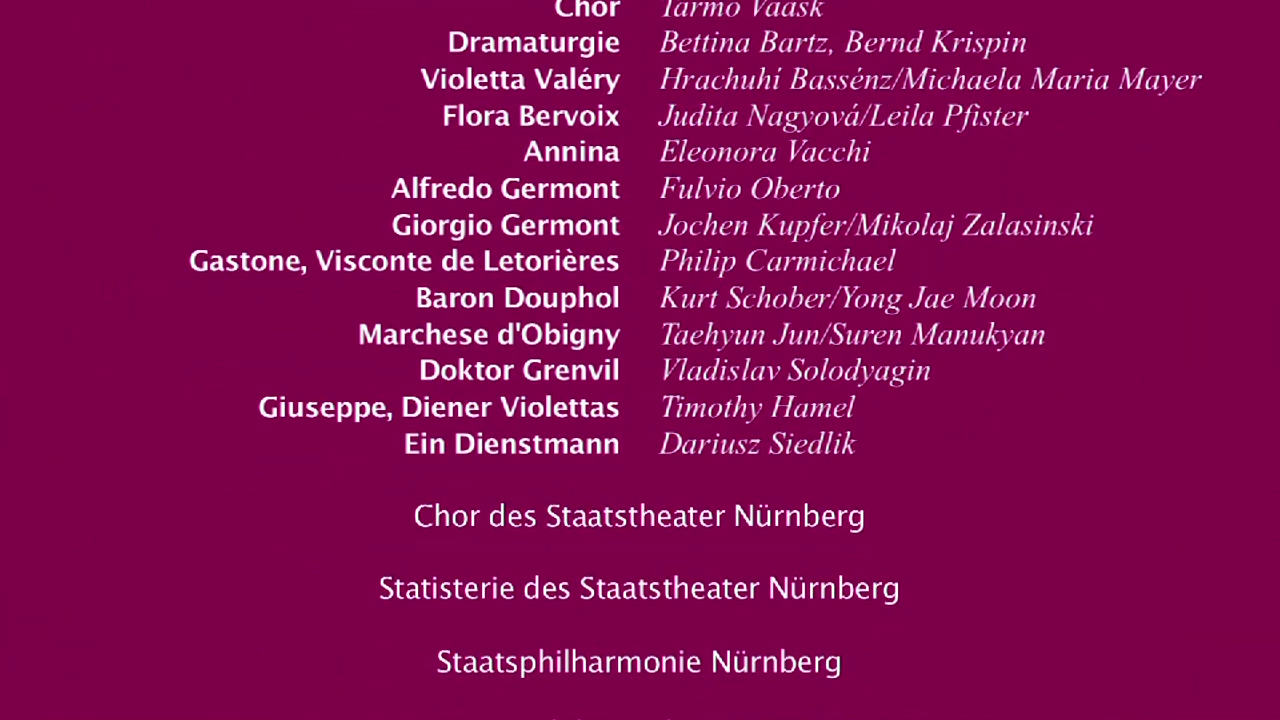 Chor Tarmo Vaask
Dramaturgie Bettina Bartz, Bernd Krispin
Violetta Valéry Hrachuhí Bassénz/Michaela Maria Mayer
Flora Bervoix Judita Nagyová/Leila Pfister
Annina Eleonora Vacchi
Alfredo Germont Fulvio Oberto
Giorgio Germont Jochen Kupfer/Mikolaj Zalasinski
Gastone, Visconte de Letorières Philip Carmichael
Baron Douphol Kurt Schober/Yong Jae Moon
Marchese d'Obigny Taehyun Jun/Suren Manukyan
Doktor Grenvil Vladislav Solodyagin
Giuseppe, Diener Violettas Timothy Hamel
Ein Dienstmann Dariusz Siedlik
Chor des Staatstheater Nürnberg
Statisterie des Staatstheater Nürnberg
Staatsphilharmonie Nürnberg